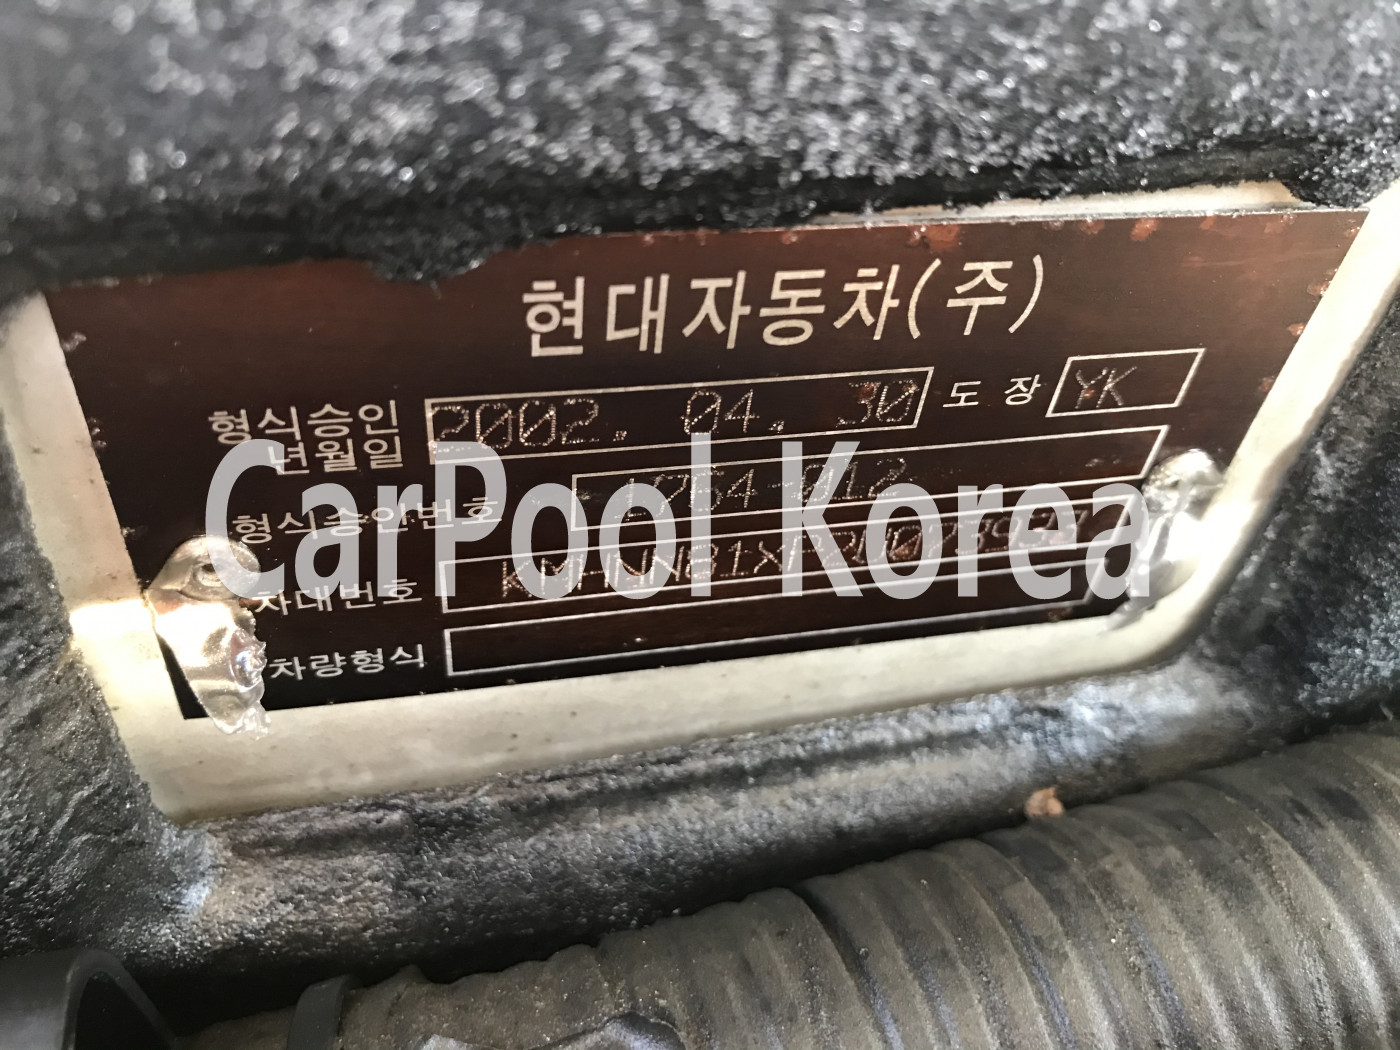 현대자동차(주)
형식승인 2002. 04. 30 도장 YK
년월일
형식승인번호
차대번호
차량형식
CarPool Korea